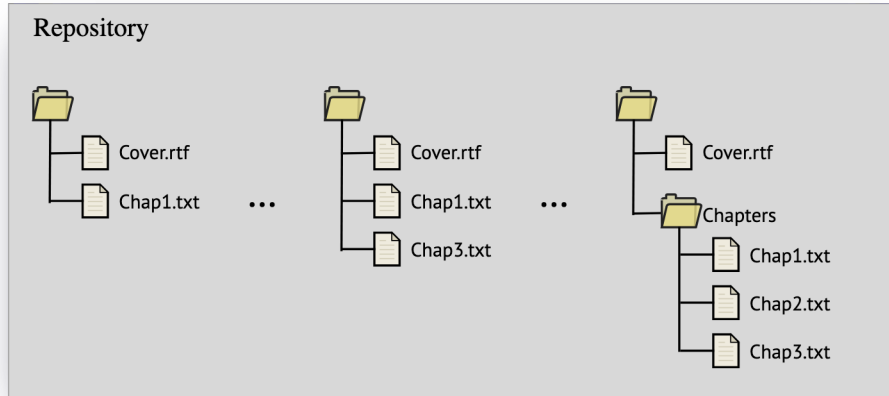 Repository
Cover.rtf
Chap1.txt
...
Cover.rtf
Chap1.txt
Chap3.txt
...
Cover.rtf
Chapters
Chap1.txt
Chap2.txt
Chap3.txt